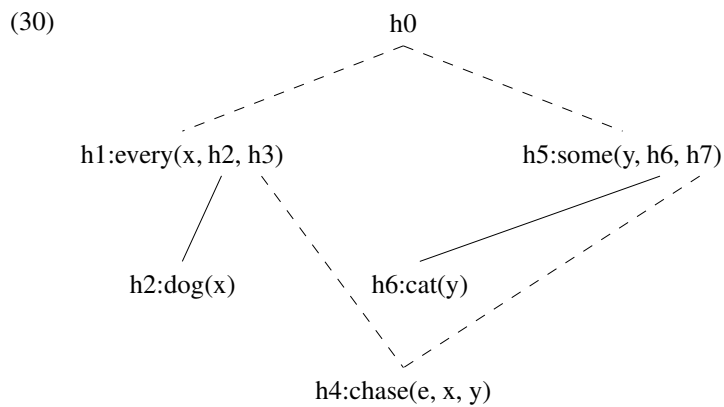 (30)
h0
h1:every(x, h2, h3) h5:some(y, h6, h7)
h2:dog(x) h6:cat(y)
h4:chase(e, x, y)